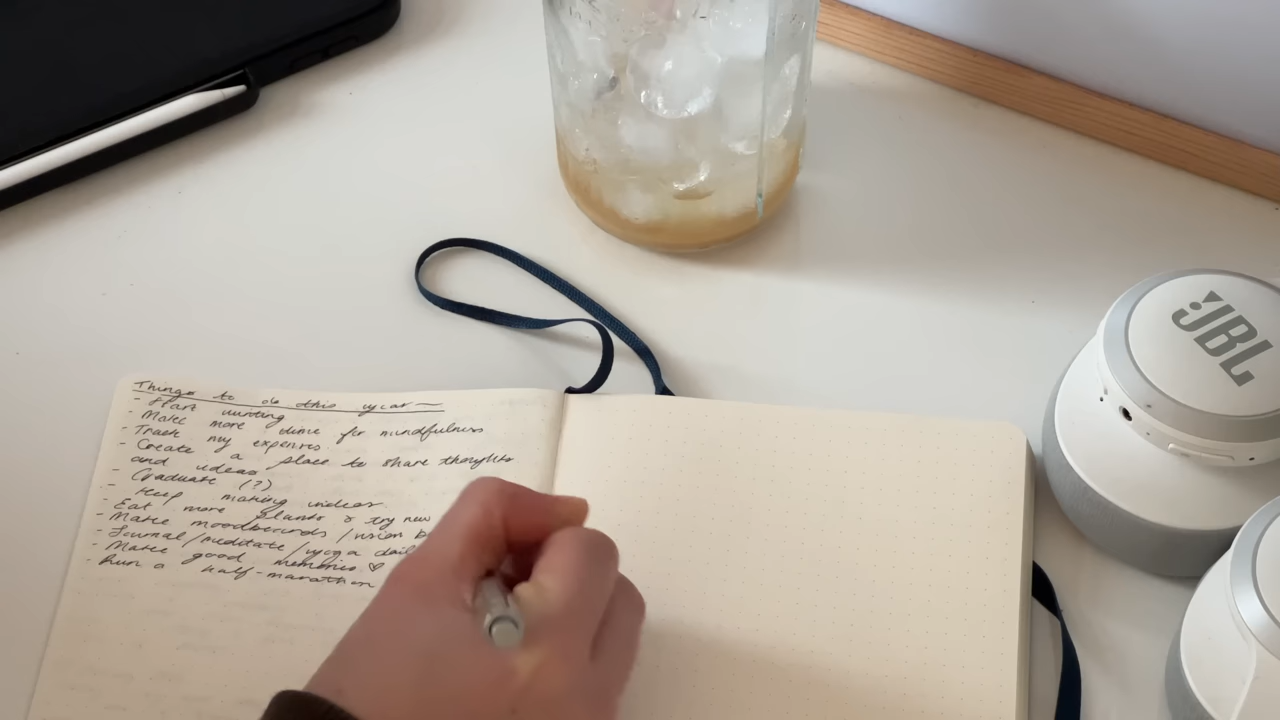 Things to do this year
- Start writing
- Make more time for mindfulness
- Track my expenses
- Create a place to share thoughts
and ideas
- Graduate (?)
- Keep making videos
- Eat more plants & try new
- Make moodboards / vision b
- Journal/meditate/yoga dail
- Make good memories ♡
- Run a half-marathon
JBL